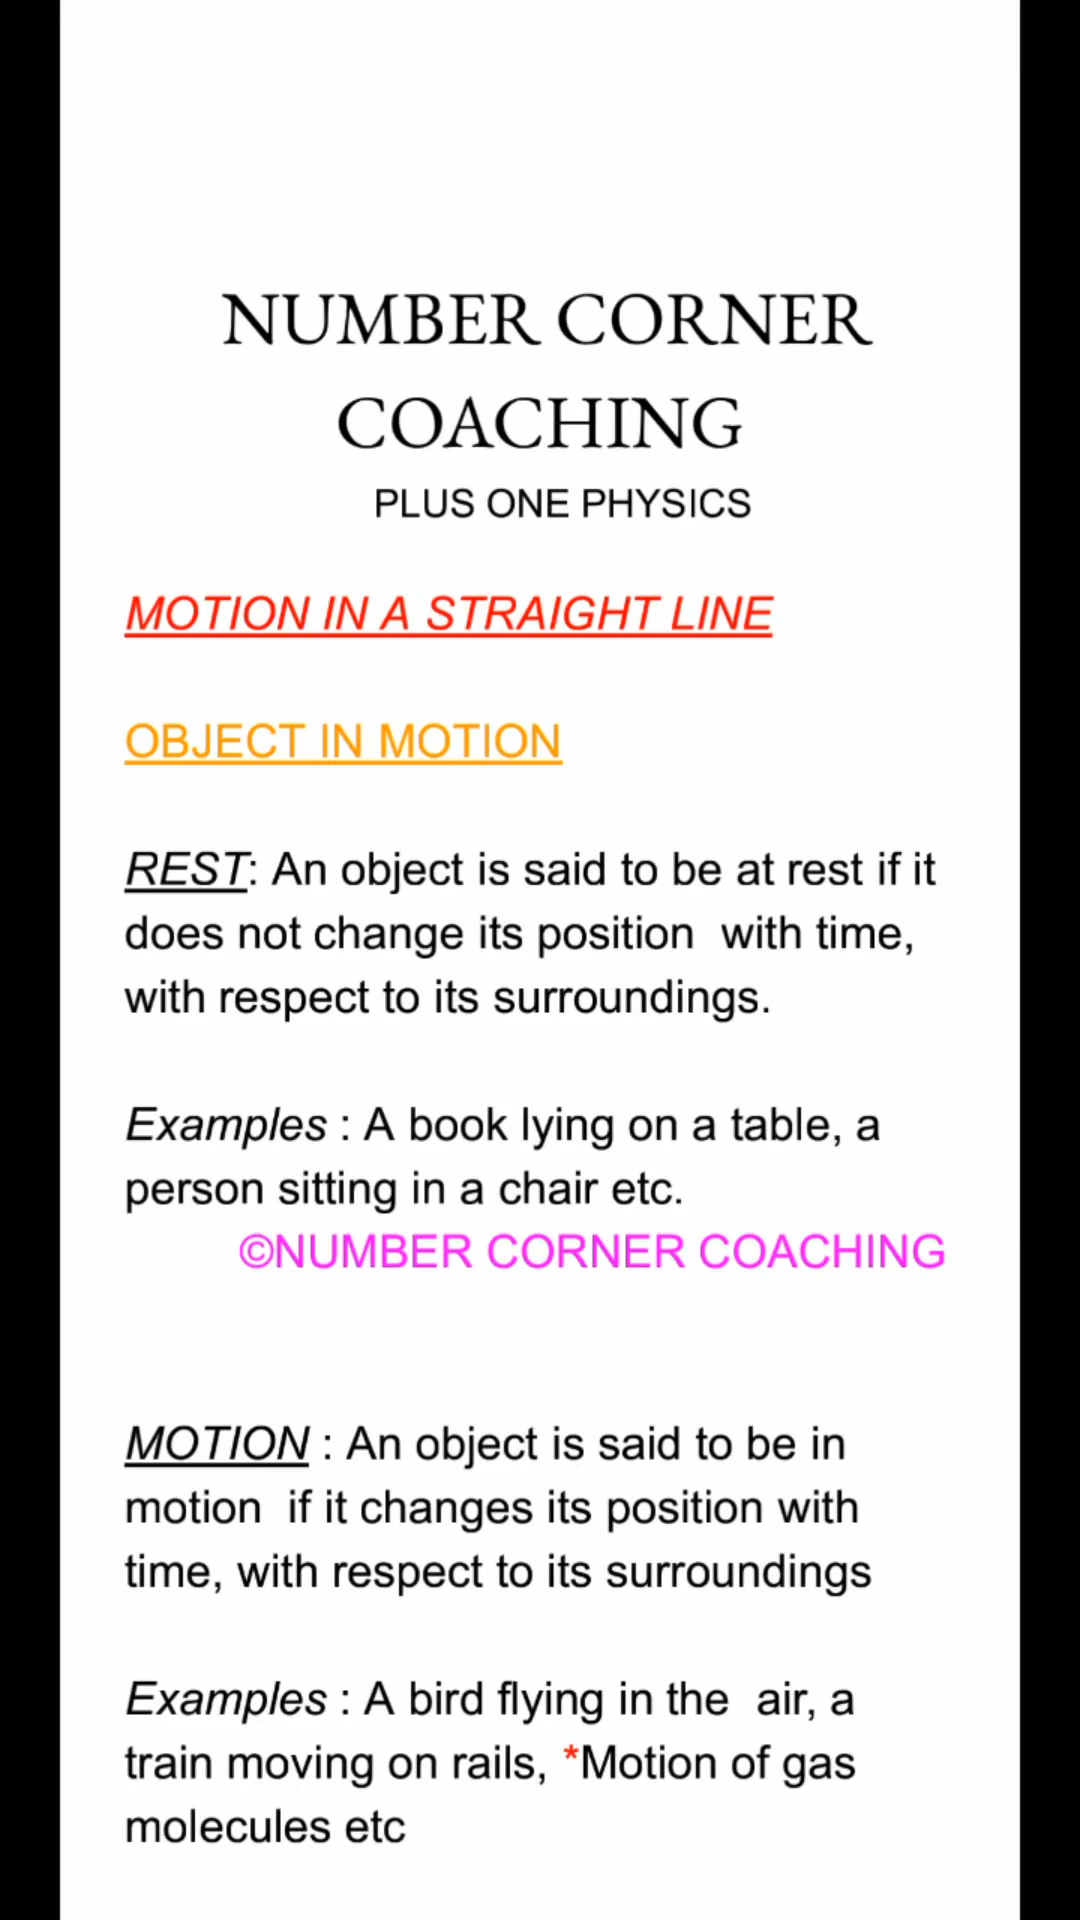 NUMBER CORNER
COACHING
PLUS ONE PHYSICS
MOTION IN A STRAIGHT LINE
OBJECT IN MOTION
REST: An object is said to be at rest if it
does not change its position  with time,
with respect to its surroundings.
Examples : A book lying on a table, a
person sitting in a chair etc.
©NUMBER CORNER COACHING
MOTION : An object is said to be in
motion  if it changes its position with
time, with respect to its surroundings
Examples : A bird flying in the  air, a
train moving on rails, *Motion of gas
molecules etc